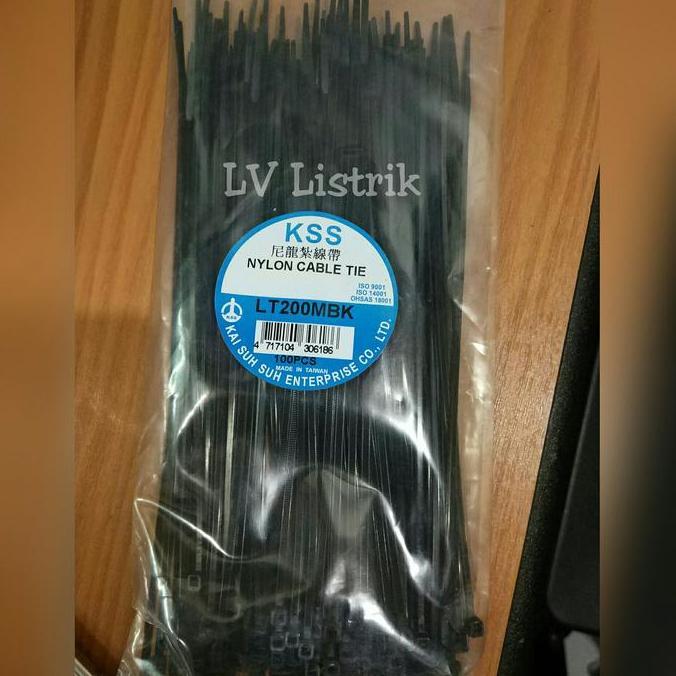 LV Listrik
KSS
尼龍紮線帶
NYLON CABLE TIE
ISO 9001
ISO 14001
OHSAS 18001
LT200MBK
4 717104 306186
100PCS
MADE IN TAIWAN
KSS
KAI SUH SUH ENTERPRISE CO., LTD.